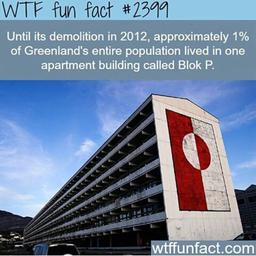 WTF fun fact #2399
Until its demolition in 2012, approximately 1%
of Greenland's entire population lived in one
apartment building called Blok P.
wtffunfact.com